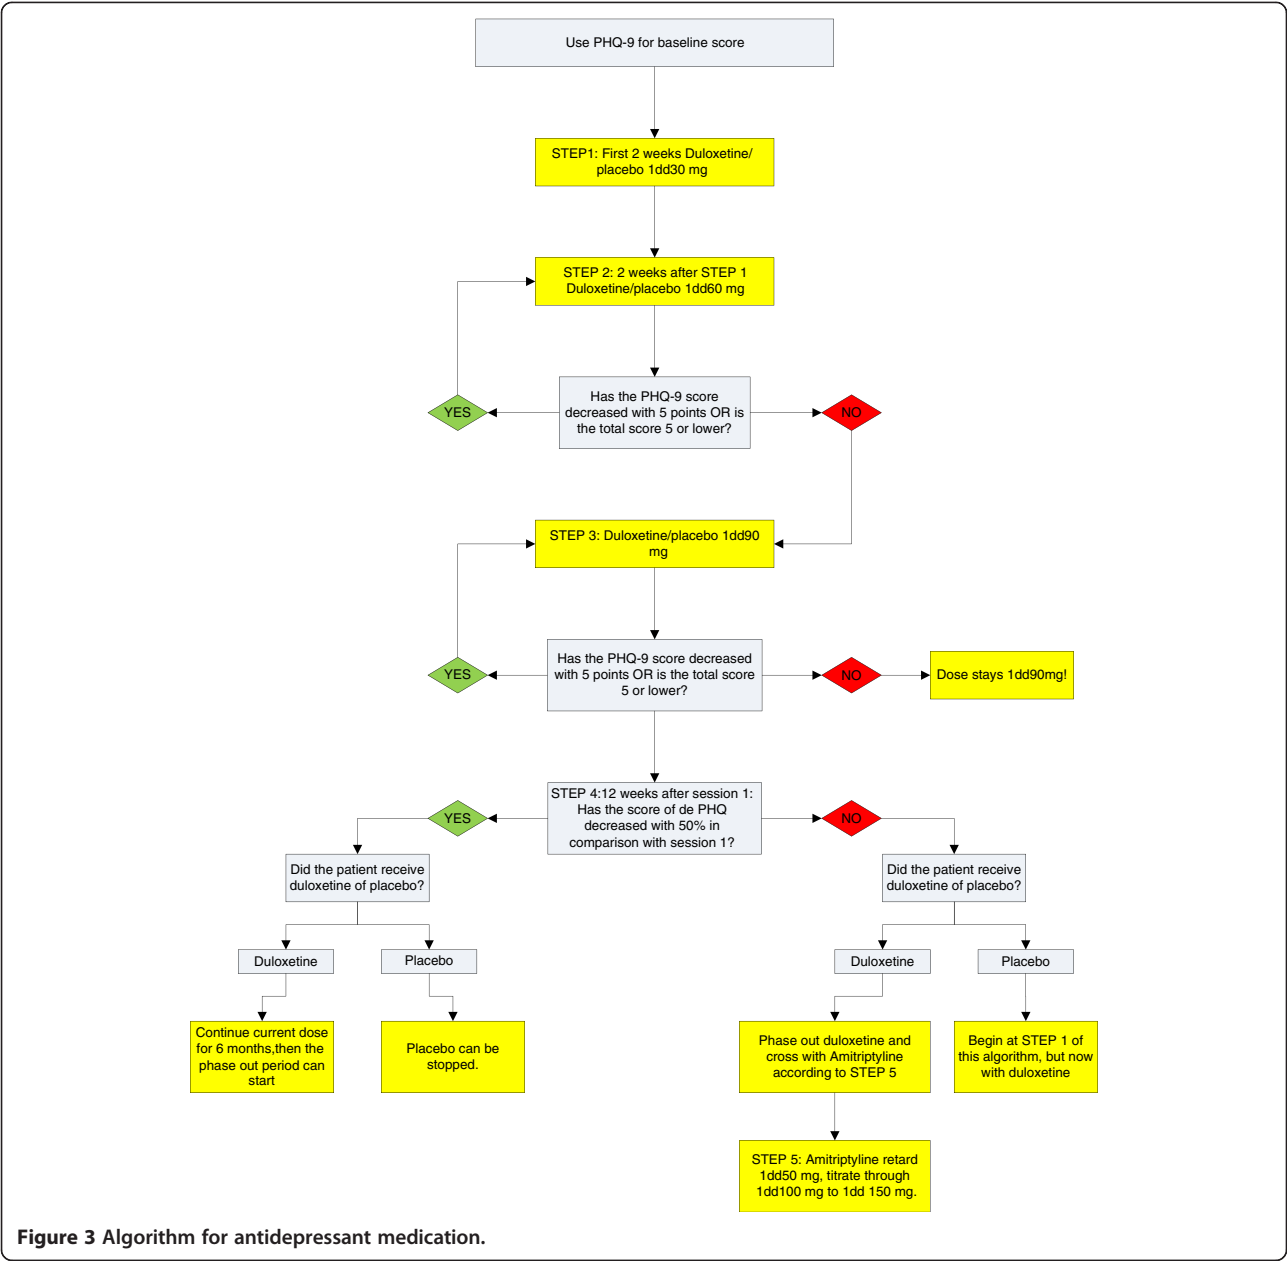 Use PHQ-9 for baseline score
STEP1: First 2 weeks Duloxetine/
placebo 1dd30 mg
STEP 2: 2 weeks after STEP 1
Duloxetine/placebo 1dd60 mg
Has the PHQ-9 score
decreased with 5 points OR is
the total score 5 or lower?
YES
NO
STEP 3: Duloxetine/placebo 1dd90
mg
Has the PHQ-9 score decreased
with 5 points OR is the total score
5 or lower?
YES
NO
Dose stays 1dd90mg!
STEP 4:12 weeks after session 1:
Has the score of de PHQ
decreased with 50% in
comparison with session 1?
YES
NO
Did the patient receive
duloxetine of placebo?
Did the patient receive
duloxetine of placebo?
Duloxetine
Placebo
Duloxetine
Placebo
Continue current dose
for 6 months,then the
phase out period can
start
Placebo can be
stopped.
Phase out duloxetine and
cross with Amitriptyline
according to STEP 5
Begin at STEP 1 of
this algorithm, but now
with duloxetine
STEP 5: Amitriptyline retard
1dd50 mg, titrate through
1dd100 mg to 1dd 150 mg.
Figure 3 Algorithm for antidepressant medication.